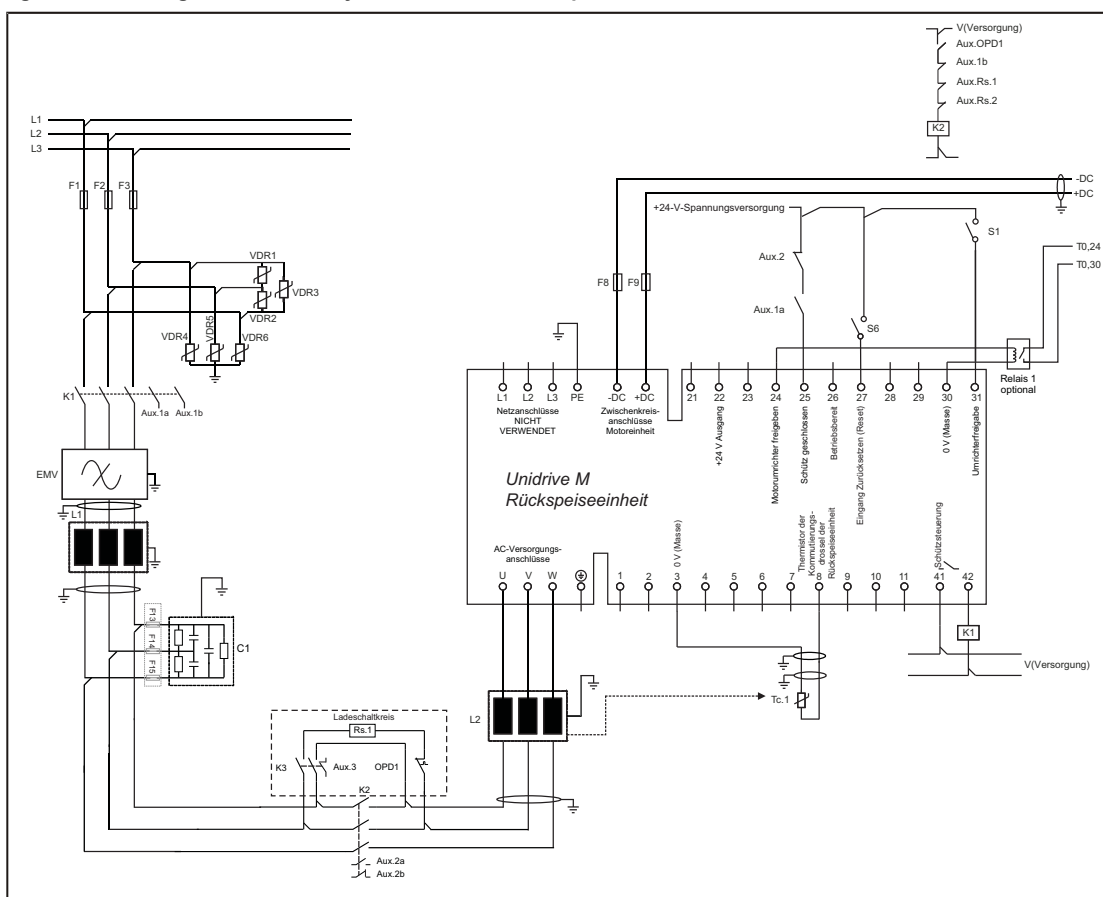 V(Versorgung)
Aux.OPD1
Aux.1b
Aux.Rs.1
Aux.Rs.2
K2
L1
L2
L3
F1
F2
F3
-DC
+DC
+24-V-Spannungsversorgung
S1
T0,24
T0,30
Aux.2
F8
F9
Aux.1a
S6
Relais 1
optional
VDR1
VDR3
VDR2
VDR4
VDR5
VDR6
K1
Aux.1a
Aux.1b
EMV
L1
F13
F14
F15
C1
L1
L2
L3
PE
-DC
+DC
Netzanschlüsse
NICHT
VERWENDET
Zwischenkreis-
anschlüsse
Motoreinheit
21
22
23
24
25
26
27
28
29
30
31
+24 V Ausgang
Motorumrichter freigeben
Schütz geschlossen
Betriebsbereit
Eingang Zurücksetzen (Reset)
0 V (Masse)
Umrichterfreigabe
Unidrive M
Rückspeiseeinheit
AC-Versorgungs-
anschlüsse
U
V
W
0 V (Masse)
Thermistor der
Kommutierungs-
drossel der
Rückspeiseeinheit
Schützsteuerung
1
2
3
4
5
6
7
8
9
10
11
41
42
K1
V(Versorgung)
Tc.1
L2
Ladeschaltkreis
Rs.1
K3
Aux.3
OPD1
K2
Aux.2a
Aux.2b